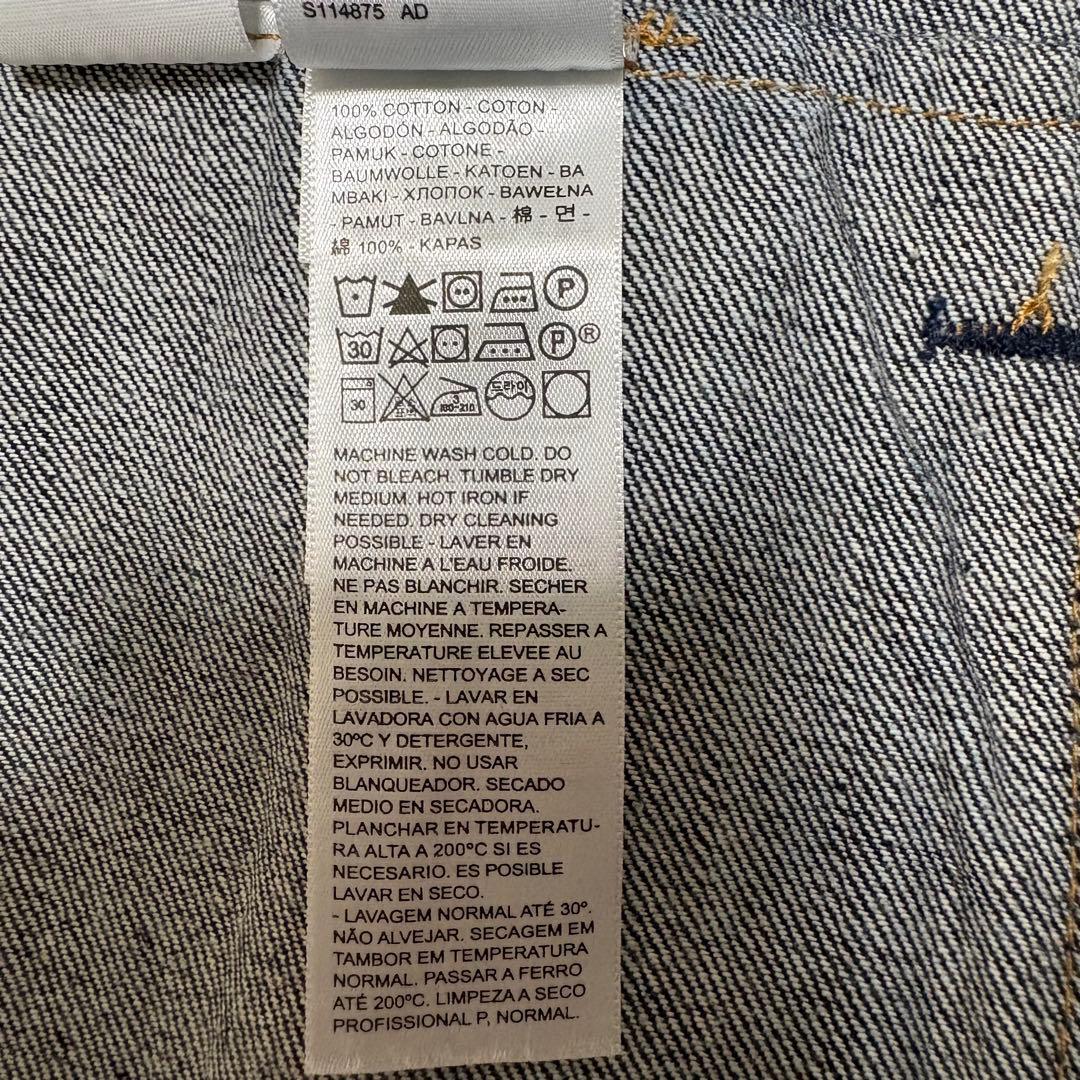 S114875 AD
100% COTTON - COTON -
ALGODÓN - ALGODÃO -
PAMUK - COTONE -
BAUMWOLLE - KATOEN - BA
MBAKI - ХЛОПОК - BAWEŁNA
- PAMUT - BAVLNA - 棉 - 면 -
綿 100% - KAPAS
P
30 P®
30 표백 3 180-210 드라이
MACHINE WASH COLD. DO
NOT BLEACH. TUMBLE DRY
MEDIUM. HOT IRON IF
NEEDED. DRY CLEANING
POSSIBLE - LAVER EN
MACHINE A L'EAU FROIDE.
NE PAS BLANCHIR. SECHER
EN MACHINE A TEMPERA-
TURE MOYENNE. REPASSER A
TEMPERATURE ELEVEE AU
BESOIN. NETTOYAGE A SEC
POSSIBLE. - LAVAR EN
LAVADORA CON AGUA FRIA A
30ºC Y DETERGENTE,
EXPRIMIR. NO USAR
BLANQUEADOR. SECADO
MEDIO EN SECADORA.
PLANCHAR EN TEMPERATU-
RA ALTA A 200ºC SI ES
NECESARIO. ES POSIBLE
LAVAR EN SECO.
- LAVAGEM NORMAL ATÉ 30º.
NÃO ALVEJAR. SECAGEM EM
TAMBOR EM TEMPERATURA
NORMAL. PASSAR A FERRO
ATÉ 200ºC. LIMPEZA A SECO
PROFISSIONAL P, NORMAL.